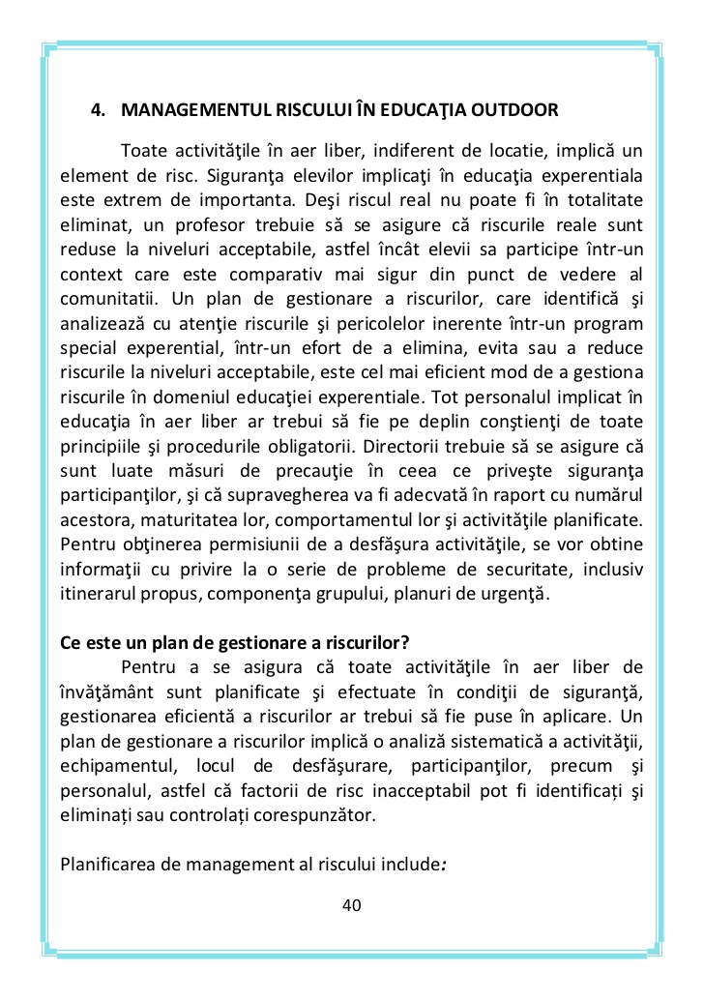 4. MANAGEMENTUL RISCULUI ÎN EDUCAŢIA OUTDOOR
Toate activităţile în aer liber, indiferent de locatie, implică un
element de risc. Siguranţa elevilor implicaţi în educaţia experentiala
este extrem de importanta. Deşi riscul real nu poate fi în totalitate
eliminat, un profesor trebuie să se asigure că riscurile reale sunt
reduse la niveluri acceptabile, astfel încât elevii sa participe într-un
context care este comparativ mai sigur din punct de vedere al
comunitatii. Un plan de gestionare a riscurilor, care identifică şi
analizează cu atenţie riscurile şi pericolelor inerente într-un program
special experential, într-un efort de a elimina, evita sau a reduce
riscurile la niveluri acceptabile, este cel mai eficient mod de a gestiona
riscurile în domeniul educaţiei experentiale. Tot personalul implicat în
educaţia în aer liber ar trebui să fie pe deplin conştienţi de toate
principiile şi procedurile obligatorii. Directorii trebuie să se asigure că
sunt luate măsuri de precauţie în ceea ce priveşte siguranţa
participanţilor, şi că supravegherea va fi adecvată în raport cu numărul
acestora, maturitatea lor, comportamentul lor şi activităţile planificate.
Pentru obţinerea permisiunii de a desfăşura activităţile, se vor obtine
informaţii cu privire la o serie de probleme de securitate, inclusiv
itinerarul propus, componenţa grupului, planuri de urgenţă.
Ce este un plan de gestionare a riscurilor?
Pentru a se asigura că toate activităţile în aer liber de
învăţământ sunt planificate şi efectuate în condiţii de siguranţă,
gestionarea eficientă a riscurilor ar trebui să fie puse în aplicare. Un
plan de gestionare a riscurilor implică o analiză sistematică a activităţii,
echipamentul, locul de desfăşurare, participanţilor, precum şi
personalul, astfel că factorii de risc inacceptabil pot fi identificați şi
eliminați sau controlați corespunzător.
Planificarea de management al riscului include:
40